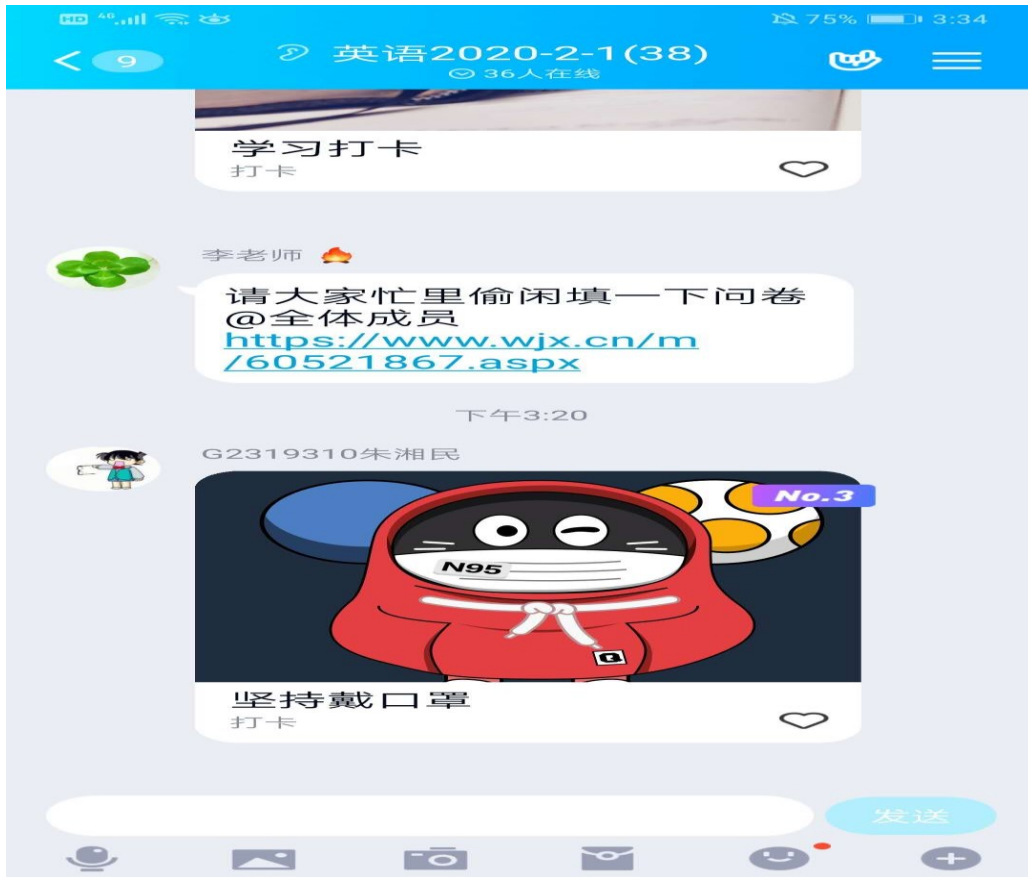 HD 46 75% 3:34
9 英语2020-2-1(38)
36人在线
学习打卡
打卡
李老师
请大家忙里偷闲填一下问卷
@全体成员
https://www.wjx.cn/m
/60521867.aspx
下午3:20
G2319310朱湘民
No.3
N95
坚持戴口罩
打卡
发送